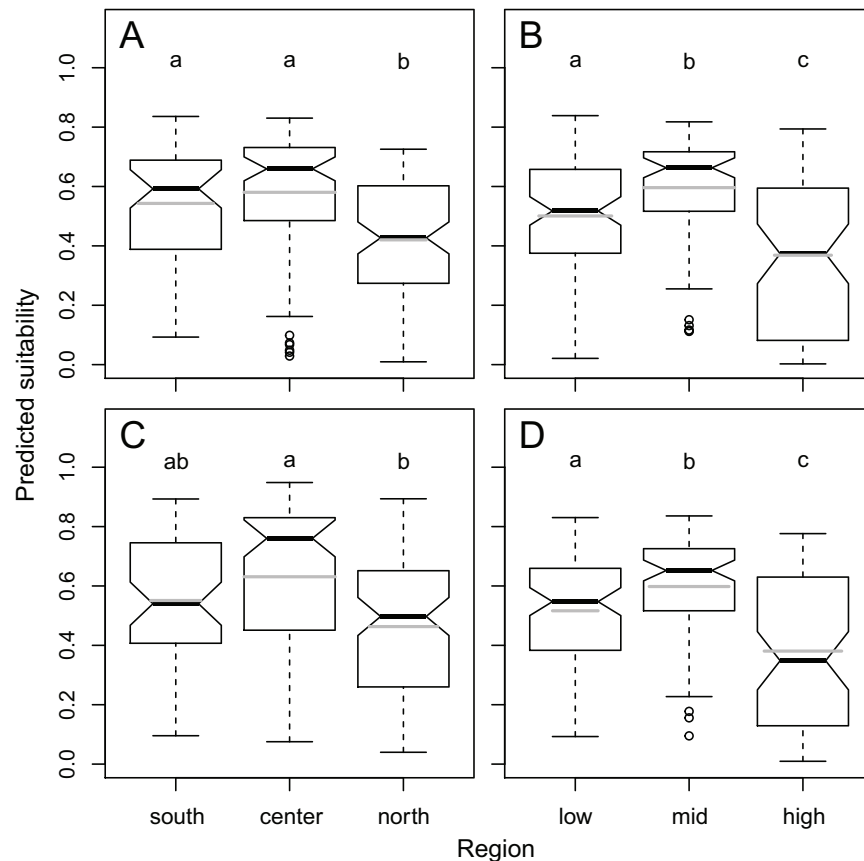 A
B
a a b
a b c
1.0
0.8
0.6
0.4
0.2
0.0
C
D
ab a b
a b c
1.0
0.8
0.6
0.4
0.2
0.0
Predicted suitability
south center north
low mid high
Region